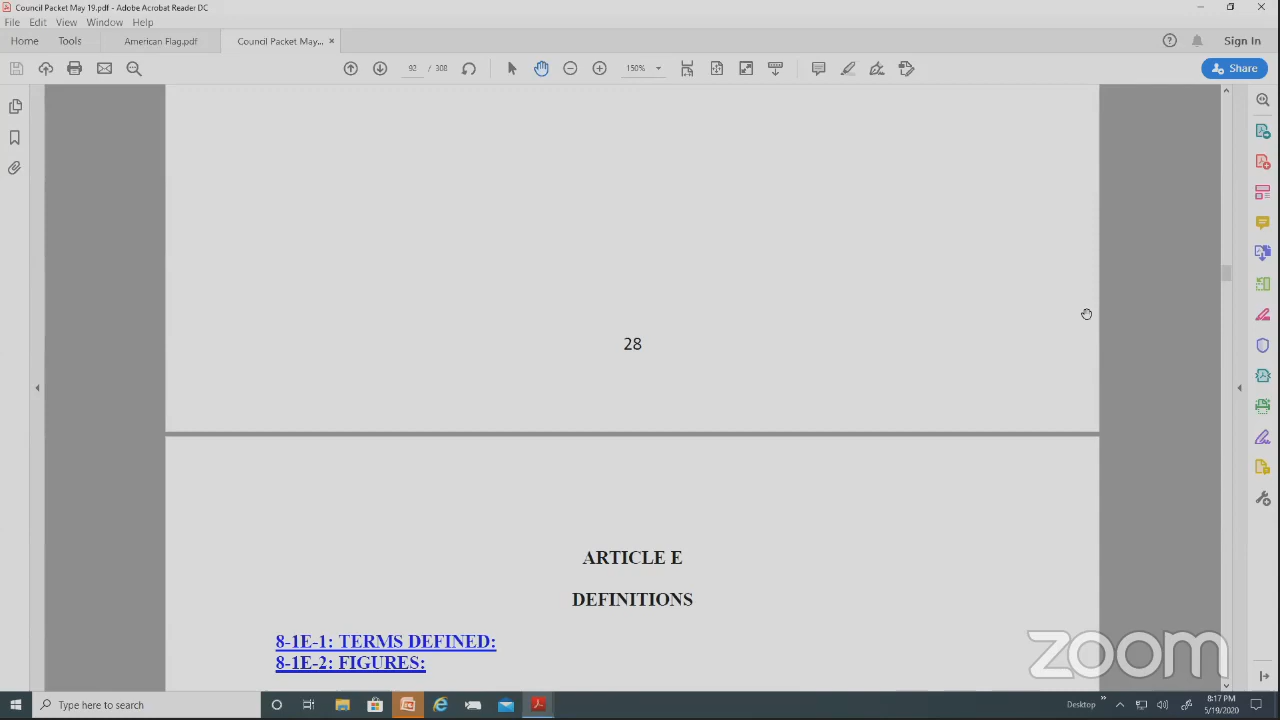 Council Packet May 19.pdf - Adobe Acrobat Reader DC
File Edit View Window Help
Home Tools American Flag.pdf Council Packet May... × Sign In
92 / 308 150% Share
28
ARTICLE E
DEFINITIONS
8-1E-1: TERMS DEFINED:
8-1E-2: FIGURES:
zoom
Type here to search Desktop 8:17 PM
5/19/2020